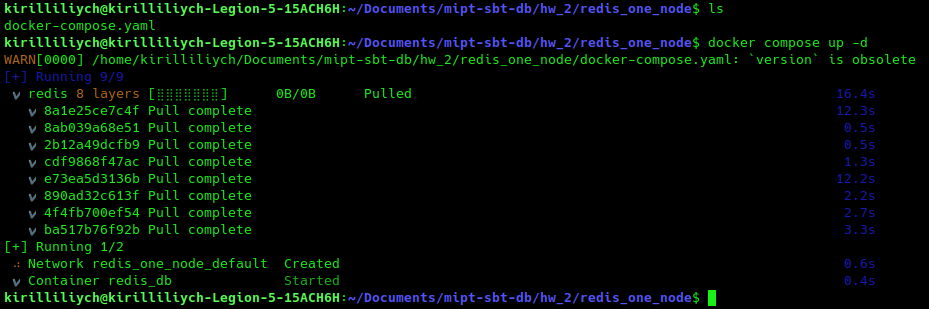 kirilliliych@kirilliliych-Legion-5-15ACH6H:~/Documents/mipt-sbt-db/hw_2/redis_one_node$ ls
docker-compose.yaml
kirilliliych@kirilliliych-Legion-5-15ACH6H:~/Documents/mipt-sbt-db/hw_2/redis_one_node$ docker compose up -d
WARN[0000] /home/kirilliliych/Documents/mipt-sbt-db/hw_2/redis_one_node/docker-compose.yaml: `version` is obsolete
[+] Running 9/9
✔ redis 8 layers [⣿⣿⣿⣿⣿⣿⣿⣿] 0B/0B Pulled 16.4s
✔ 8a1e25ce7c4f Pull complete 12.3s
✔ 8ab039a68e51 Pull complete 0.5s
✔ 2b12a49dcfb9 Pull complete 0.5s
✔ cdf9868f47ac Pull complete 1.3s
✔ e73ea5d3136b Pull complete 12.2s
✔ 890ad32c613f Pull complete 2.2s
✔ 4f4fb700ef54 Pull complete 2.7s
✔ ba517b76f92b Pull complete 3.3s
[+] Running 1/2
Network redis_one_node_default Created 0.6s
✔ Container redis_db Started 0.4s
kirilliliych@kirilliliych-Legion-5-15ACH6H:~/Documents/mipt-sbt-db/hw_2/redis_one_node$